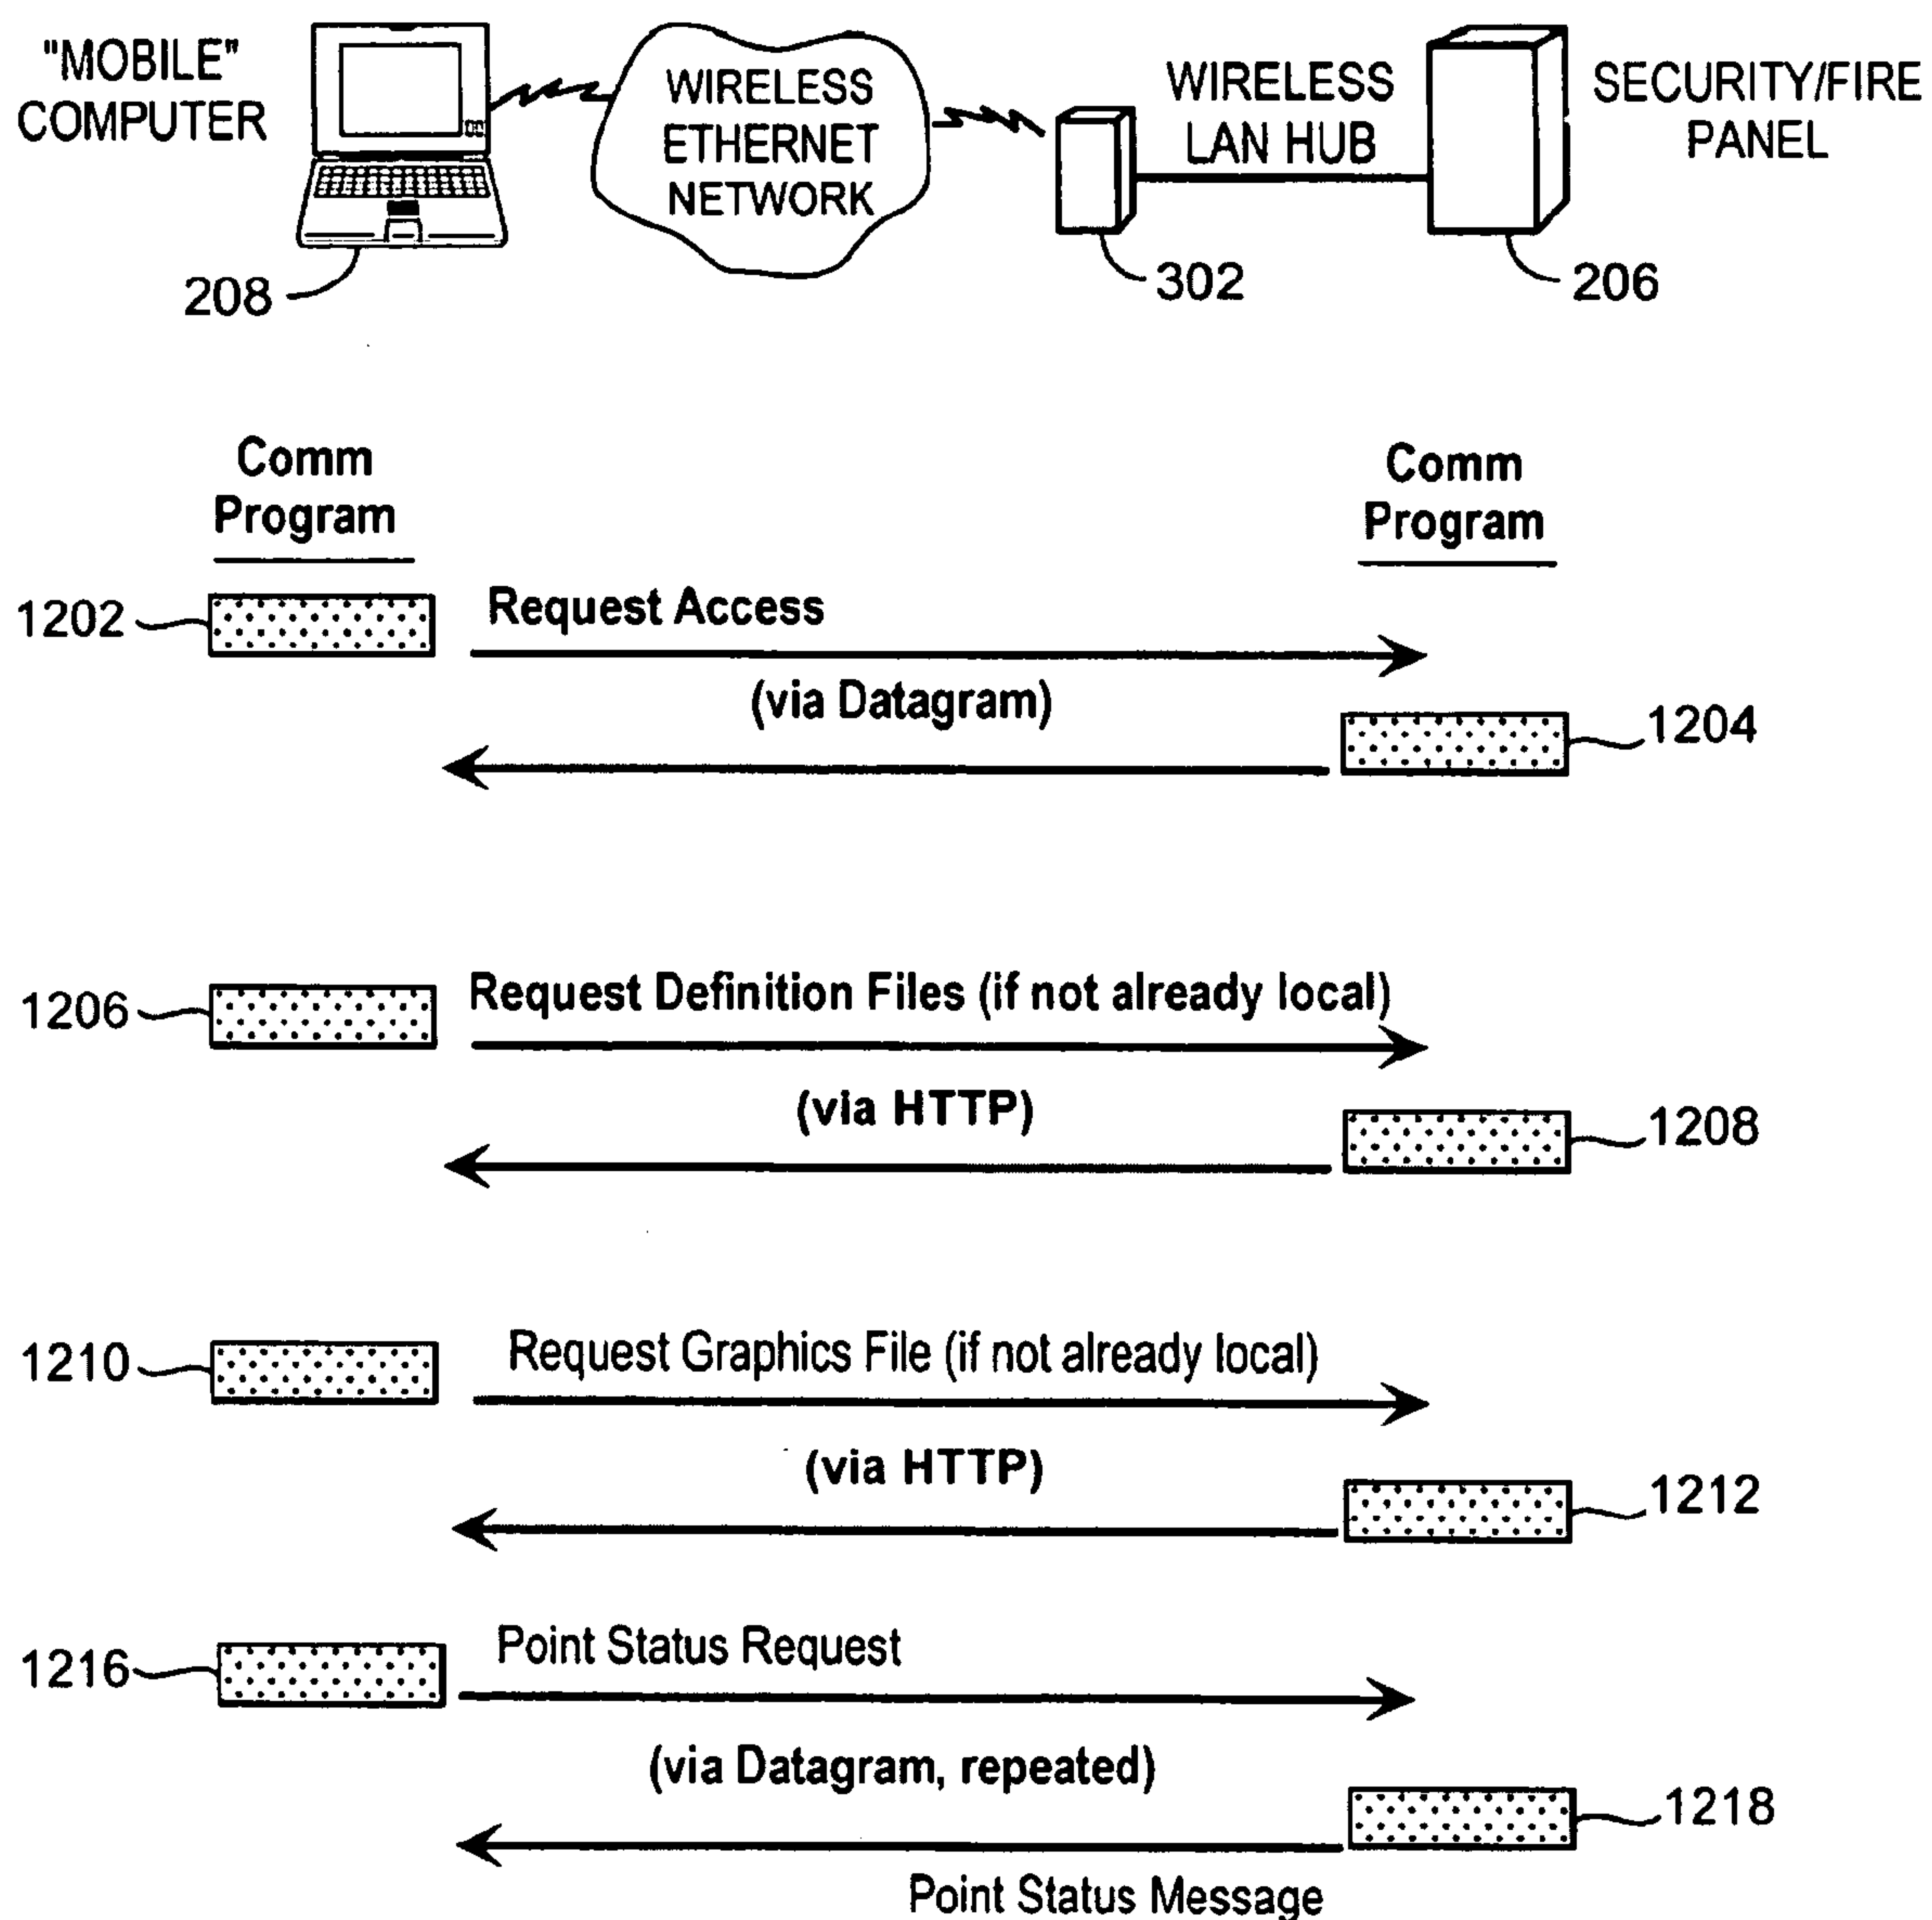 "MOBILE"
COMPUTER
WIRELESS
ETHERNET
NETWORK
WIRELESS
LAN HUB
SECURITY/FIRE
PANEL
208
302
206
Comm
Program
Comm
Program
1202
Request Access
(via Datagram)
1204
1206
Request Definition Files (if not already local)
(via HTTP)
1208
1210
Request Graphics File (if not already local)
(via HTTP)
1212
1216
Point Status Request
(via Datagram, repeated)
1218
Point Status Message